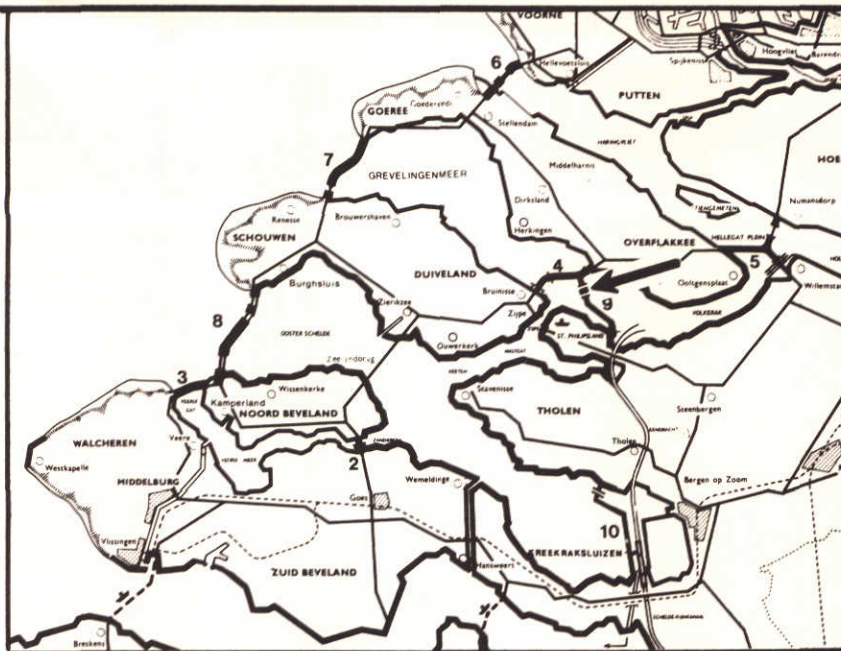 VOORNE
6
Hellevoetsluis
Spijkenisse
Hoogvliet
PUTTEN
GOEREE
Stellendam
HARINGVLIET
7
GREVELINGENMEER
Middelharnis
TIENGEMETEN
Numansdorp
Renesse
Brouwershaven
Dirksland
Herkingen
HELLEGAT PLEIN
SCHOUWEN
OVERFLAKKEE
DUIVELAND
4
5
Burghsluis
Bruinisse
Ooltgensplaat
Zierikzee
Zijpe
9
VOLKERAK
8
OOSTER SCHELDE
Ouwerkerk
ST. PHILIPSLAND
KEETEN
3
Wissenkerke
Stavenisse
Kamperland
NOORD BEVELAND
THOLEN
Steenbergen
WALCHEREN
Veere
Tholen
Westkapelle
2
MIDDELBURG
Wemeldinge
Bergen op Zoom
Goes
Vlissingen
10
KREEKRAKSLUIZEN
Hansweert
ZUID BEVELAND
Breskens